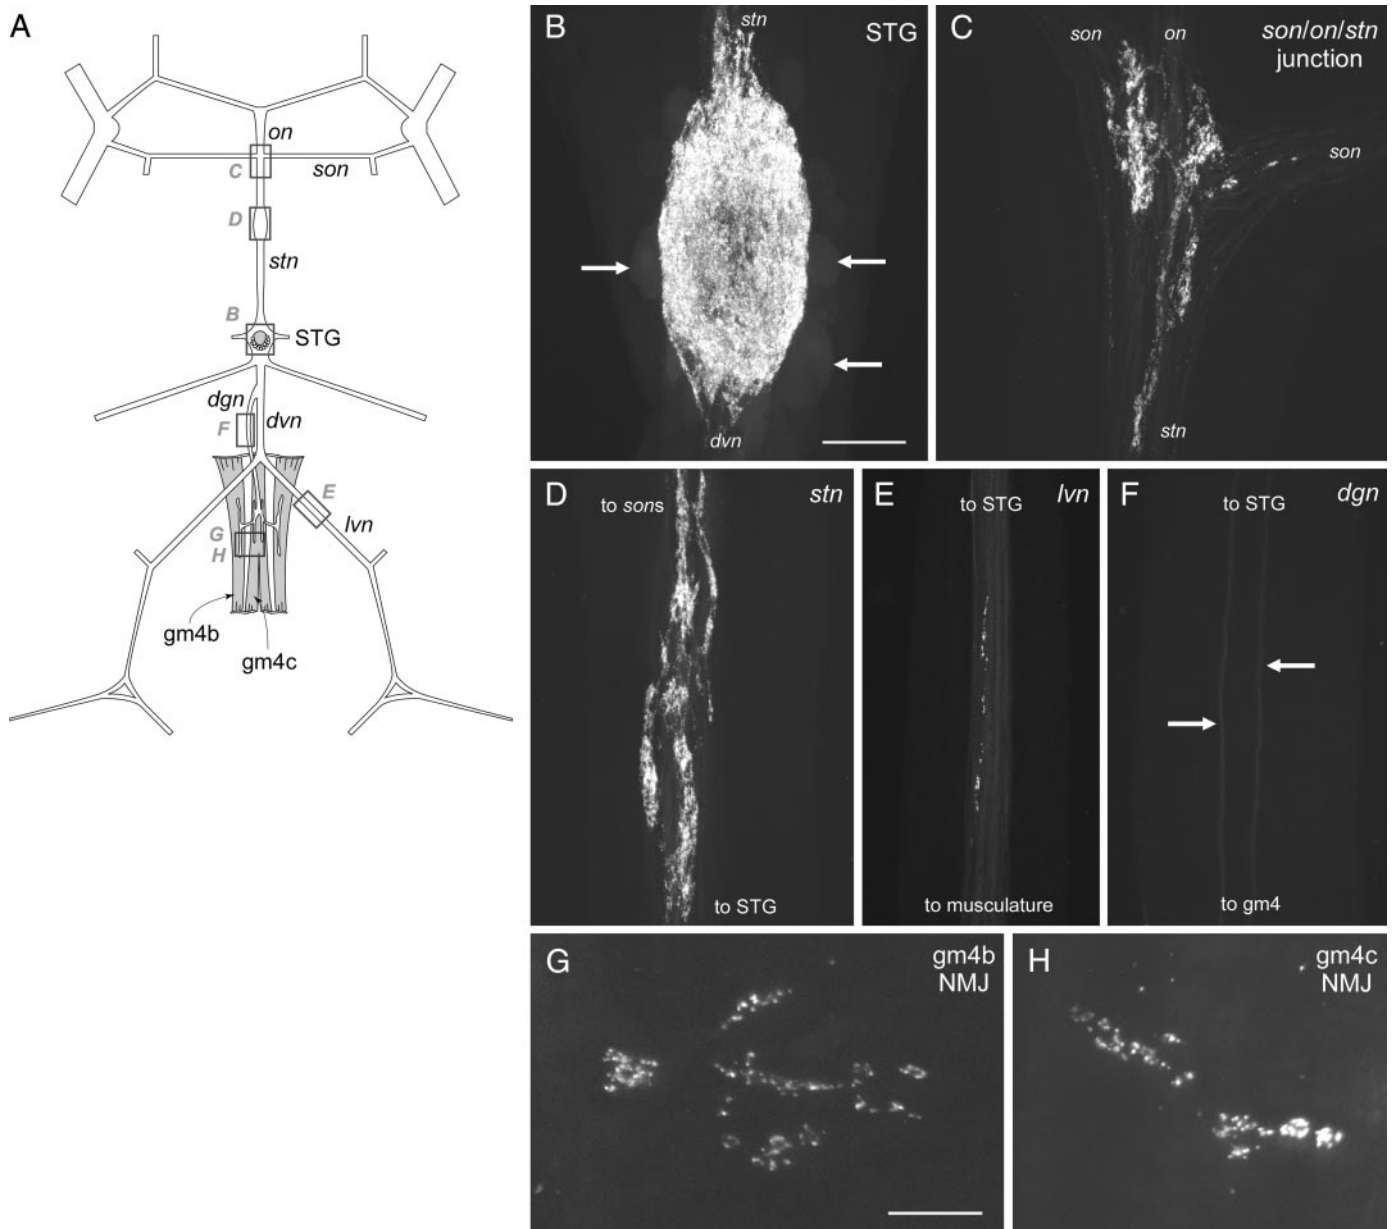 A
on
son
C
D
stn
B
STG
dgn
dvn
F
E
lvn
G
H
gm4b
gm4c
B
stn
STG
dvn
C
son
on
son/on/stn
junction
son
stn
D
to sons
stn
to STG
E
to STG
lvn
to musculature
F
to STG
dgn
to gm4
G
gm4b
NMJ
H
gm4c
NMJ